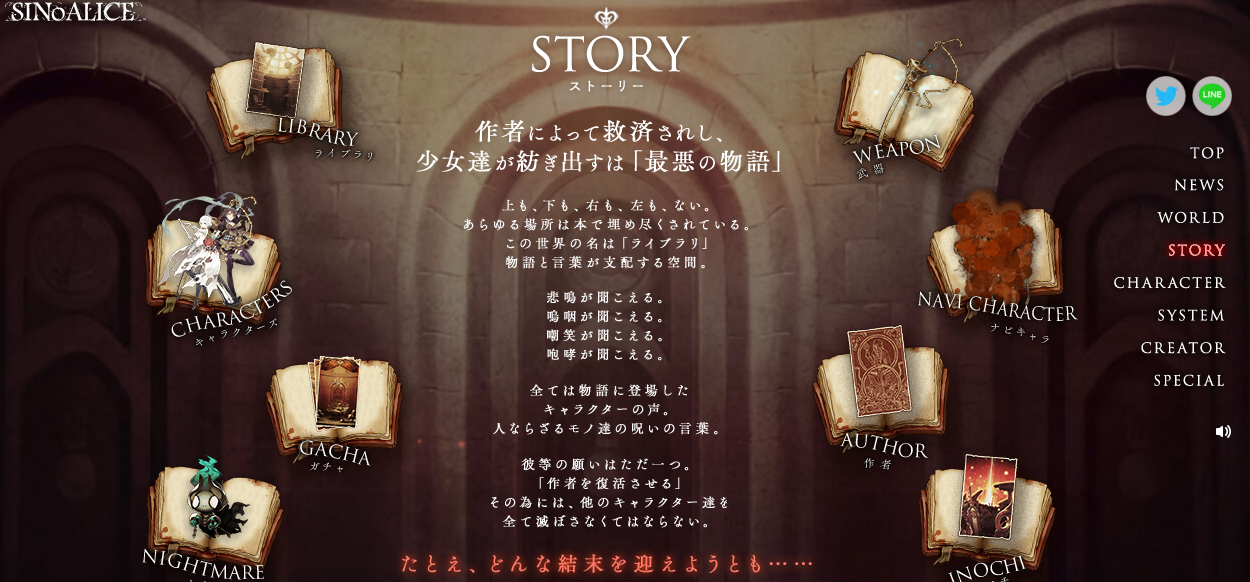 SINoALICE
STORY
ストーリー
作者によって救済されし、
少女達が紡ぎ出すは「最悪の物語」
上も、下も、右も、左も、ない。
あらゆる場所は本で埋め尽くされている。
この世界の名は「ライブラリ」
物語と言葉が支配する空間。
悲鳴が聞こえる。
嗚咽が聞こえる。
嘲笑が聞こえる。
咆哮が聞こえる。
全ては物語に登場した
キャラクターの声。
人ならざるモノ達の呪いの言葉。
彼等の願いはただ一つ。
「作者を復活させる」
その為には、他のキャラクター達を
全て滅ぼさなくてはならない。
たとえ、どんな結末を迎えようとも……
LIBRARY
ライブラリ
CHARACTERS
キャラクターズ
GACHA
ガチャ
NIGHTMARE
WEAPON
武器
NAVI CHARACTER
ナビキャラ
AUTHOR
作者
INOCHI
LINE
TOP
NEWS
WORLD
STORY
CHARACTER
SYSTEM
CREATOR
SPECIAL